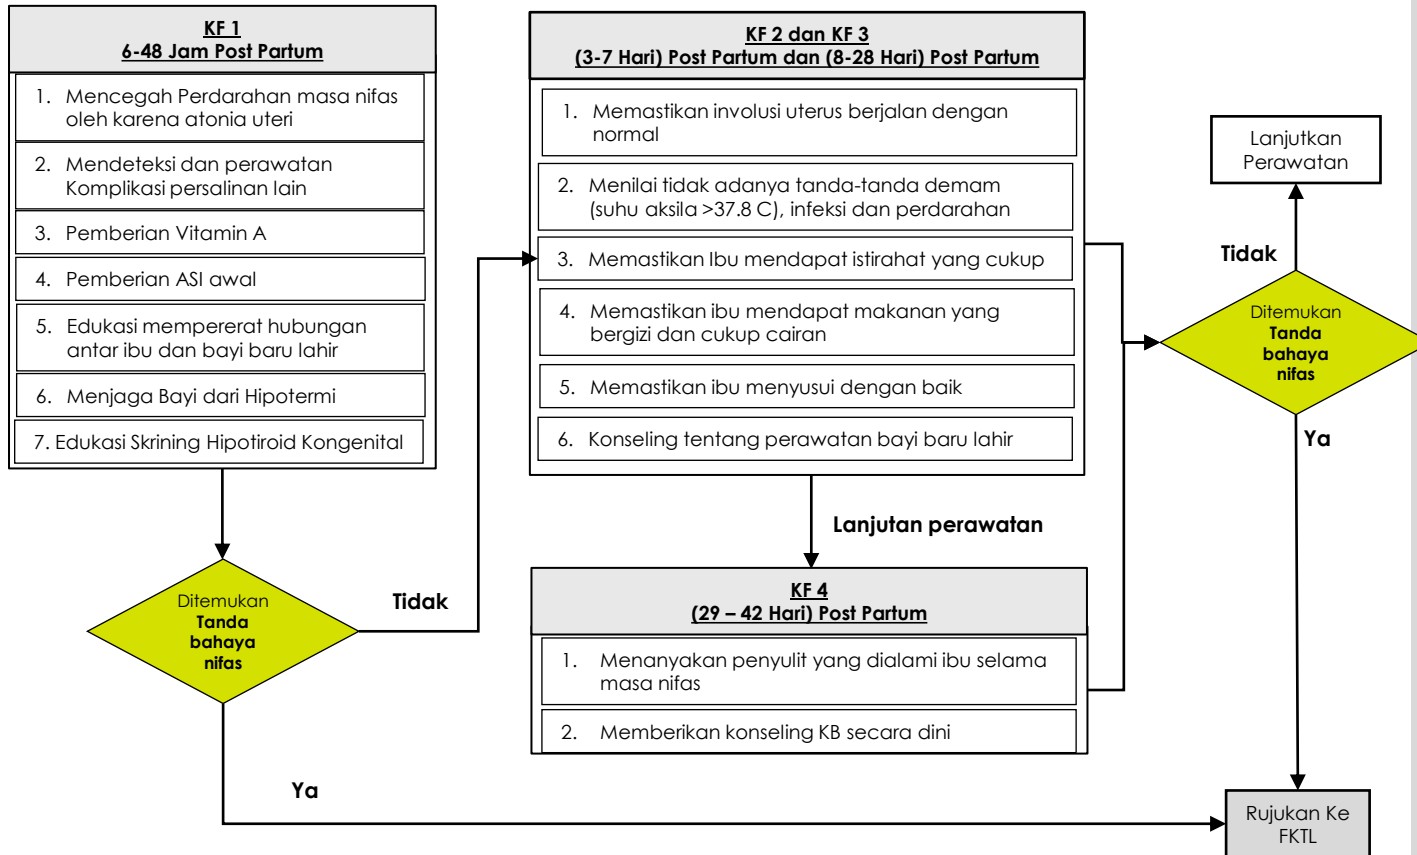 KF 1
6-48 Jam Post Partum
1. Mencegah Perdarahan masa nifas
oleh karena atonia uteri
2. Mendeteksi dan perawatan
Komplikasi persalinan lain
3. Pemberian Vitamin A
4. Pemberian ASI awal
5. Edukasi mempererat hubungan
antar ibu dan bayi baru lahir
6. Menjaga Bayi dari Hipotermi
7. Edukasi Skrining Hipotiroid Kongenital
Ditemukan
Tanda
bahaya
nifas
Tidak
Ya
KF 2 dan KF 3
(3-7 Hari) Post Partum dan (8-28 Hari) Post Partum
1. Memastikan involusi uterus berjalan dengan
normal
2. Menilai tidak adanya tanda-tanda demam
(suhu aksila >37.8 C), infeksi dan perdarahan
3. Memastikan Ibu mendapat istirahat yang cukup
4. Memastikan ibu mendapat makanan yang
bergizi dan cukup cairan
5. Memastikan ibu menyusui dengan baik
6. Konseling tentang perawatan bayi baru lahir
Lanjutan perawatan
KF 4
(29 – 42 Hari) Post Partum
1. Menanyakan penyulit yang dialami ibu selama
masa nifas
2. Memberikan konseling KB secara dini
Lanjutkan
Perawatan
Tidak
Ditemukan
Tanda
bahaya
nifas
Ya
Rujukan Ke
FKTL